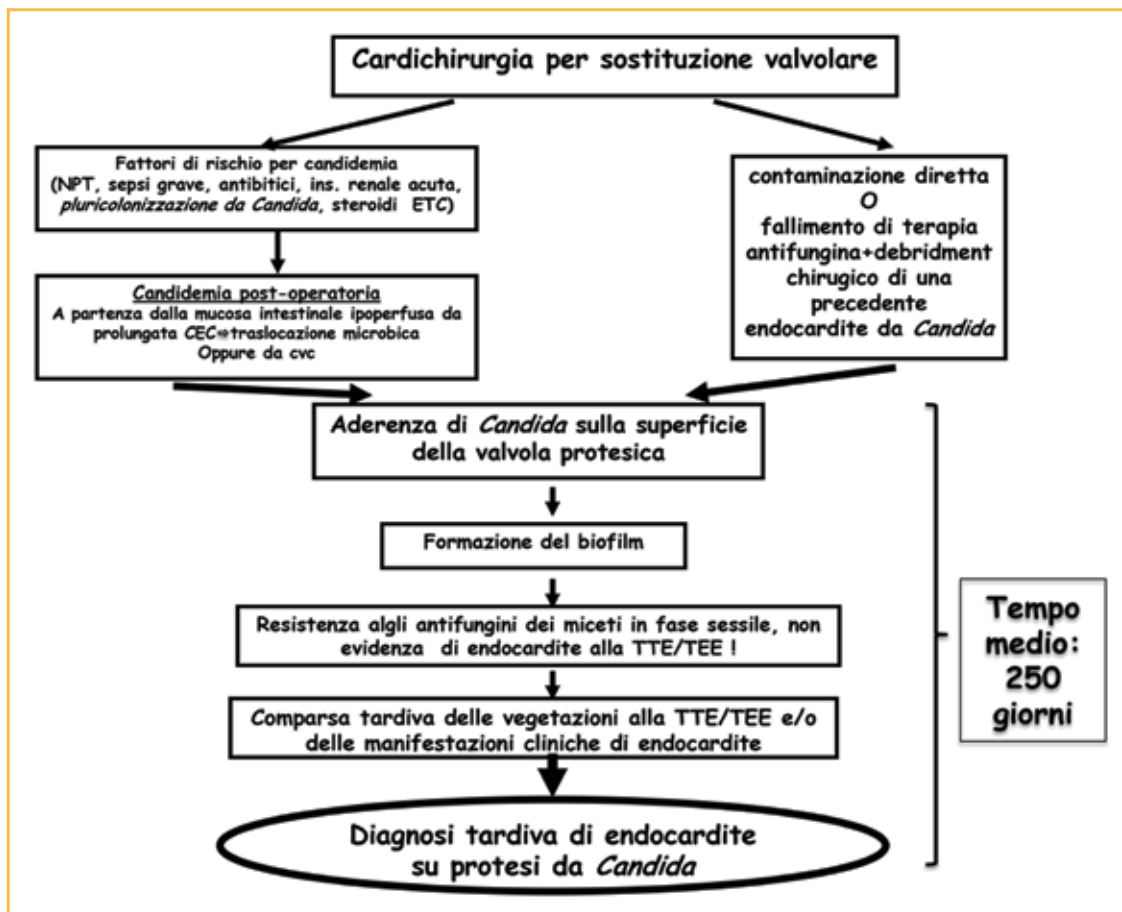 Cardichirurgia per sostituzione valvolare
Fattori di rischio per candidemia
(NPT, sepsi grave, antibitici, ins. renale acuta,
pluricolonizzazione da Candida, steroidi ETC)
Candidemia post-operatoria
A partenza dalla mucosa intestinale ipoperfusa da
prolungata CEC⇒traslocazione microbica
Oppure da cvc
contaminazione diretta
O
fallimento di terapia
antifungina+debridment
chirugico di una
precedente
endocardite da Candida
Aderenza di Candida sulla superficie
della valvola protesica
Formazione del biofilm
Resistenza algli antifungini dei miceti in fase sessile, non
evidenza di endocardite alla TTE/TEE !
Comparsa tardiva delle vegetazioni alla TTE/TEE e/o
delle manifestazioni cliniche di endocardite
Diagnosi tardiva di endocardite
su protesi da Candida
Tempo
medio:
250
giorni